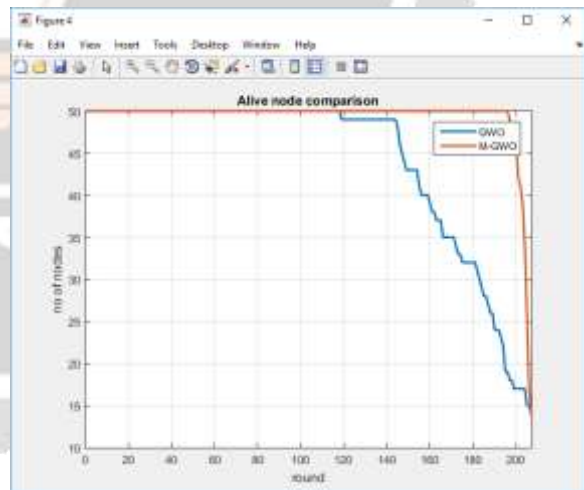 Figure 4
File Edit View Insert Tools Desktop Window Help
Alive node comparison
50
45
40
35
30
25
20
15
10
no of nodes
GWO
M-GWO
0 20 40 60 80 100 120 140 160 180 200
round